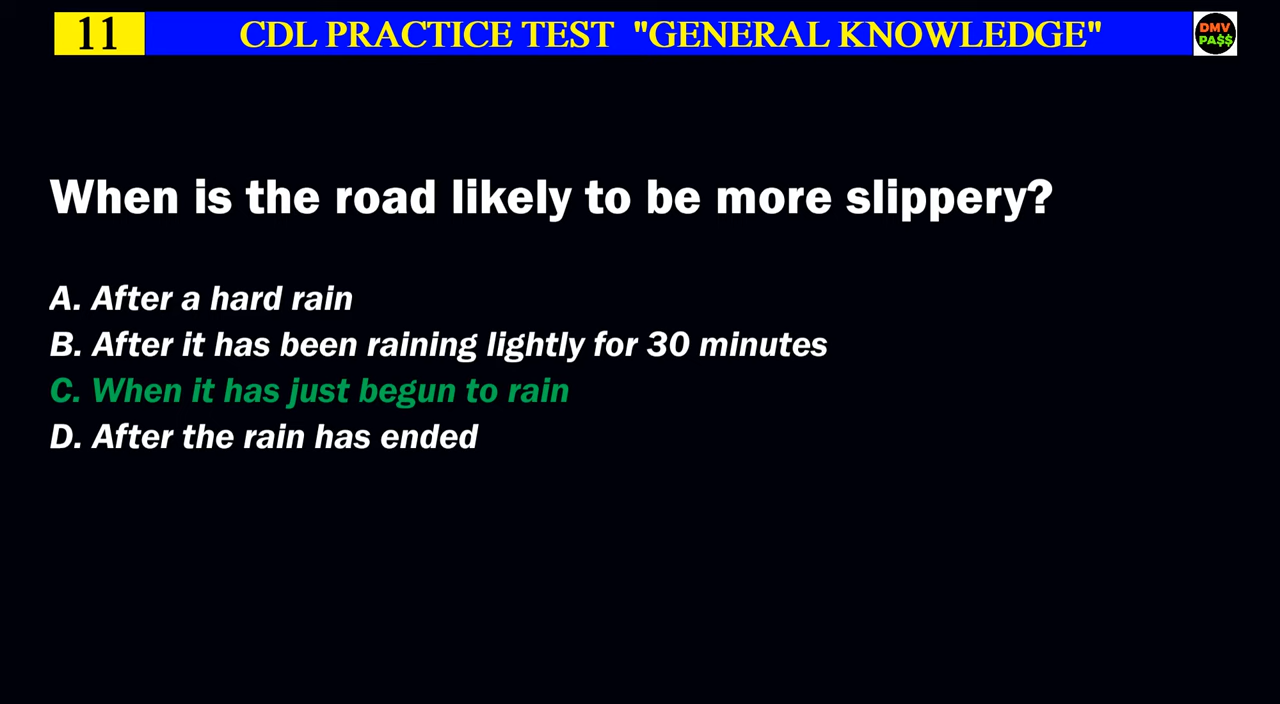 11 CDL PRACTICE TEST "GENERAL KNOWLEDGE" DMV
PA$$
When is the road likely to be more slippery?
A. After a hard rain
B. After it has been raining lightly for 30 minutes
C. When it has just begun to rain
D. After the rain has ended